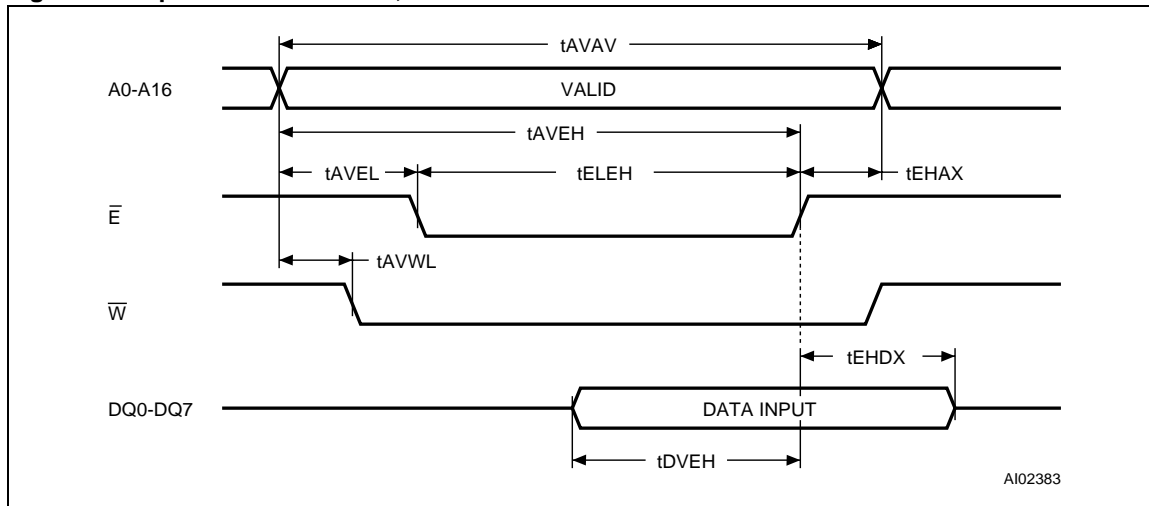 tAVAV
A0-A16 VALID
tAVEH
tAVEL tELEH tEHAX
E̅
tAVWL
W̅
tEHDX
DQ0-DQ7 DATA INPUT
tDVEH
AI02383